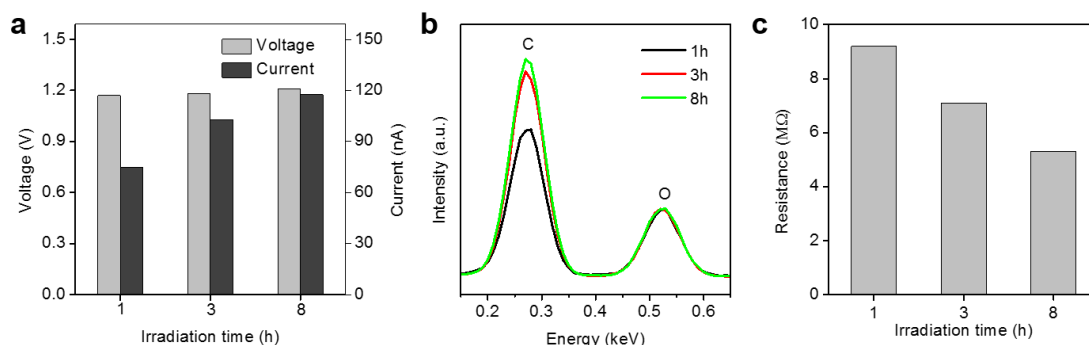 a
1.5
1.2
0.9
0.6
0.3
0.0
Voltage (V)
Voltage
Current
150
120
90
60
30
0
Current (nA)
1 3 8
Irradiation time (h)
b
C
O
1h
3h
8h
Intensity (a.u.)
0.2 0.3 0.4 0.5 0.6
Energy (keV)
c
10
8
6
4
2
0
Resistance (MΩ)
1 3 8
Irradiation time (h)